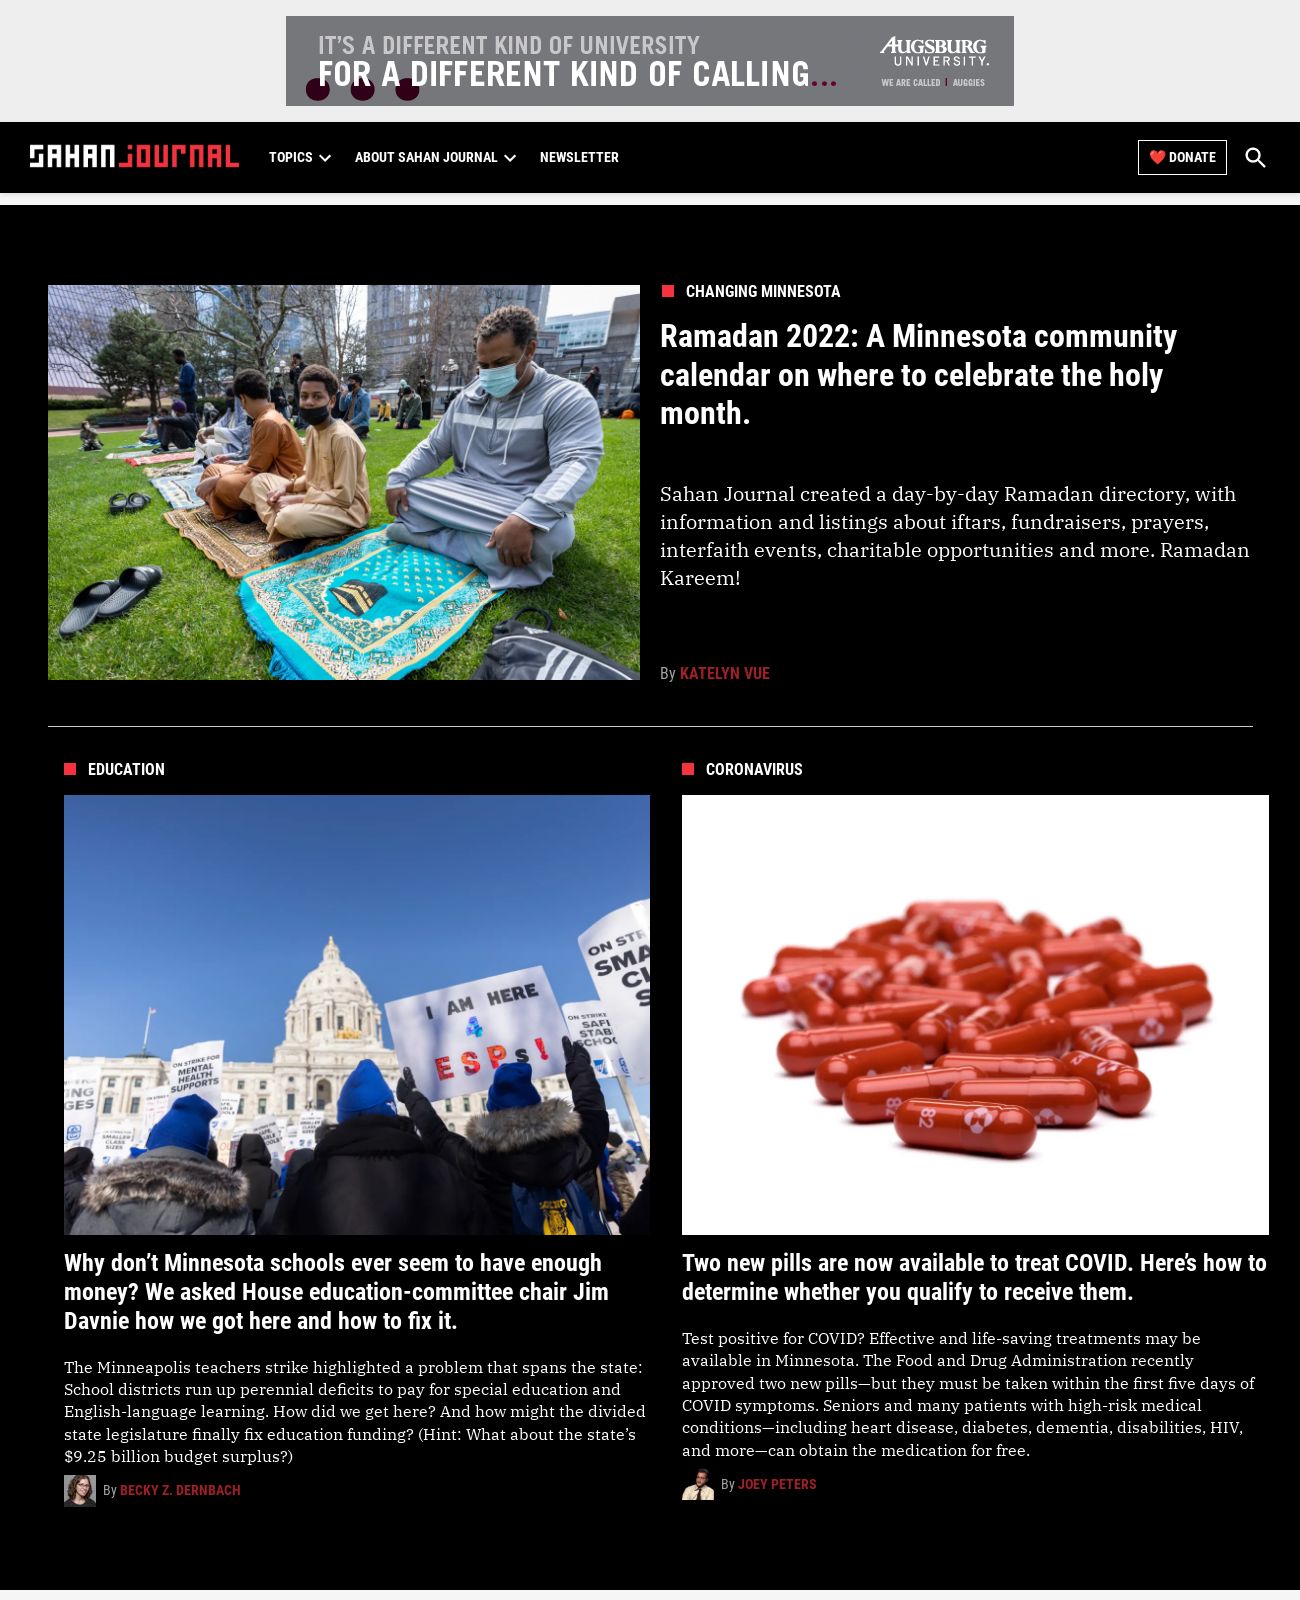 IT'S A DIFFERENT KIND OF UNIVERSITY
FOR A DIFFERENT KIND OF CALLING...
AUGSBURG
UNIVERSITY.
WE ARE CALLED | AUGGIES
SAHAN JOURNAL
TOPICS
ABOUT SAHAN JOURNAL
NEWSLETTER
❤️ DONATE
CHANGING MINNESOTA
Ramadan 2022: A Minnesota community
calendar on where to celebrate the holy
month.
Sahan Journal created a day-by-day Ramadan directory, with
information and listings about iftars, fundraisers, prayers,
interfaith events, charitable opportunities and more. Ramadan
Kareem!
By KATELYN VUE
EDUCATION
ON STR
SMA
CL
S
I AM HERE
4
ESPs!
ON STRIKE FOR
SAFE
STAB
SCHOO
ON STRIKE FOR
MENTAL
HEALTH
SUPPORTS
ING
GES
ON STRIKE FOR
SMALLER
CLASS
SIZES
Why don’t Minnesota schools ever seem to have enough
money? We asked House education-committee chair Jim
Davnie how we got here and how to fix it.
The Minneapolis teachers strike highlighted a problem that spans the state:
School districts run up perennial deficits to pay for special education and
English-language learning. How did we get here? And how might the divided
state legislature finally fix education funding? (Hint: What about the state’s
$9.25 billion budget surplus?)
By BECKY Z. DERNBACH
CORONAVIRUS
82
82
Two new pills are now available to treat COVID. Here’s how to
determine whether you qualify to receive them.
Test positive for COVID? Effective and life-saving treatments may be
available in Minnesota. The Food and Drug Administration recently
approved two new pills—but they must be taken within the first five days of
COVID symptoms. Seniors and many patients with high-risk medical
conditions—including heart disease, diabetes, dementia, disabilities, HIV,
and more—can obtain the medication for free.
By JOEY PETERS